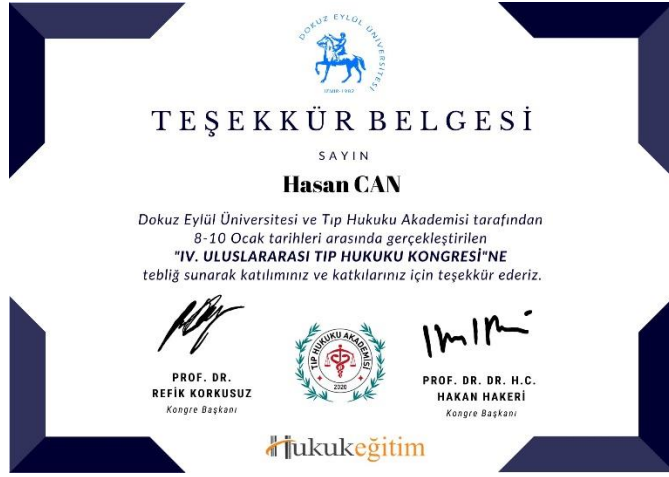 DOKUZ EYLÜL ÜNİVERSİTESİ
İZMİR-1982
TEŞEKKÜR BELGESİ
SAYIN
Hasan CAN
Dokuz Eylül Üniversitesi ve Tıp Hukuku Akademisi tarafından
8-10 Ocak tarihleri arasında gerçekleştirilen
"IV. ULUSLARARASI TIP HUKUKU KONGRESİ"NE
tebliğ sunarak katılımınız ve katkılarınız için teşekkür ederiz.
PROF. DR.
REFİK KORKUSUZ
Kongre Başkanı
TIP HUKUKU AKADEMİSİ
2020
PROF. DR. DR. H.C.
HAKAN HAKERİ
Kongre Başkanı
Hukukeğitim